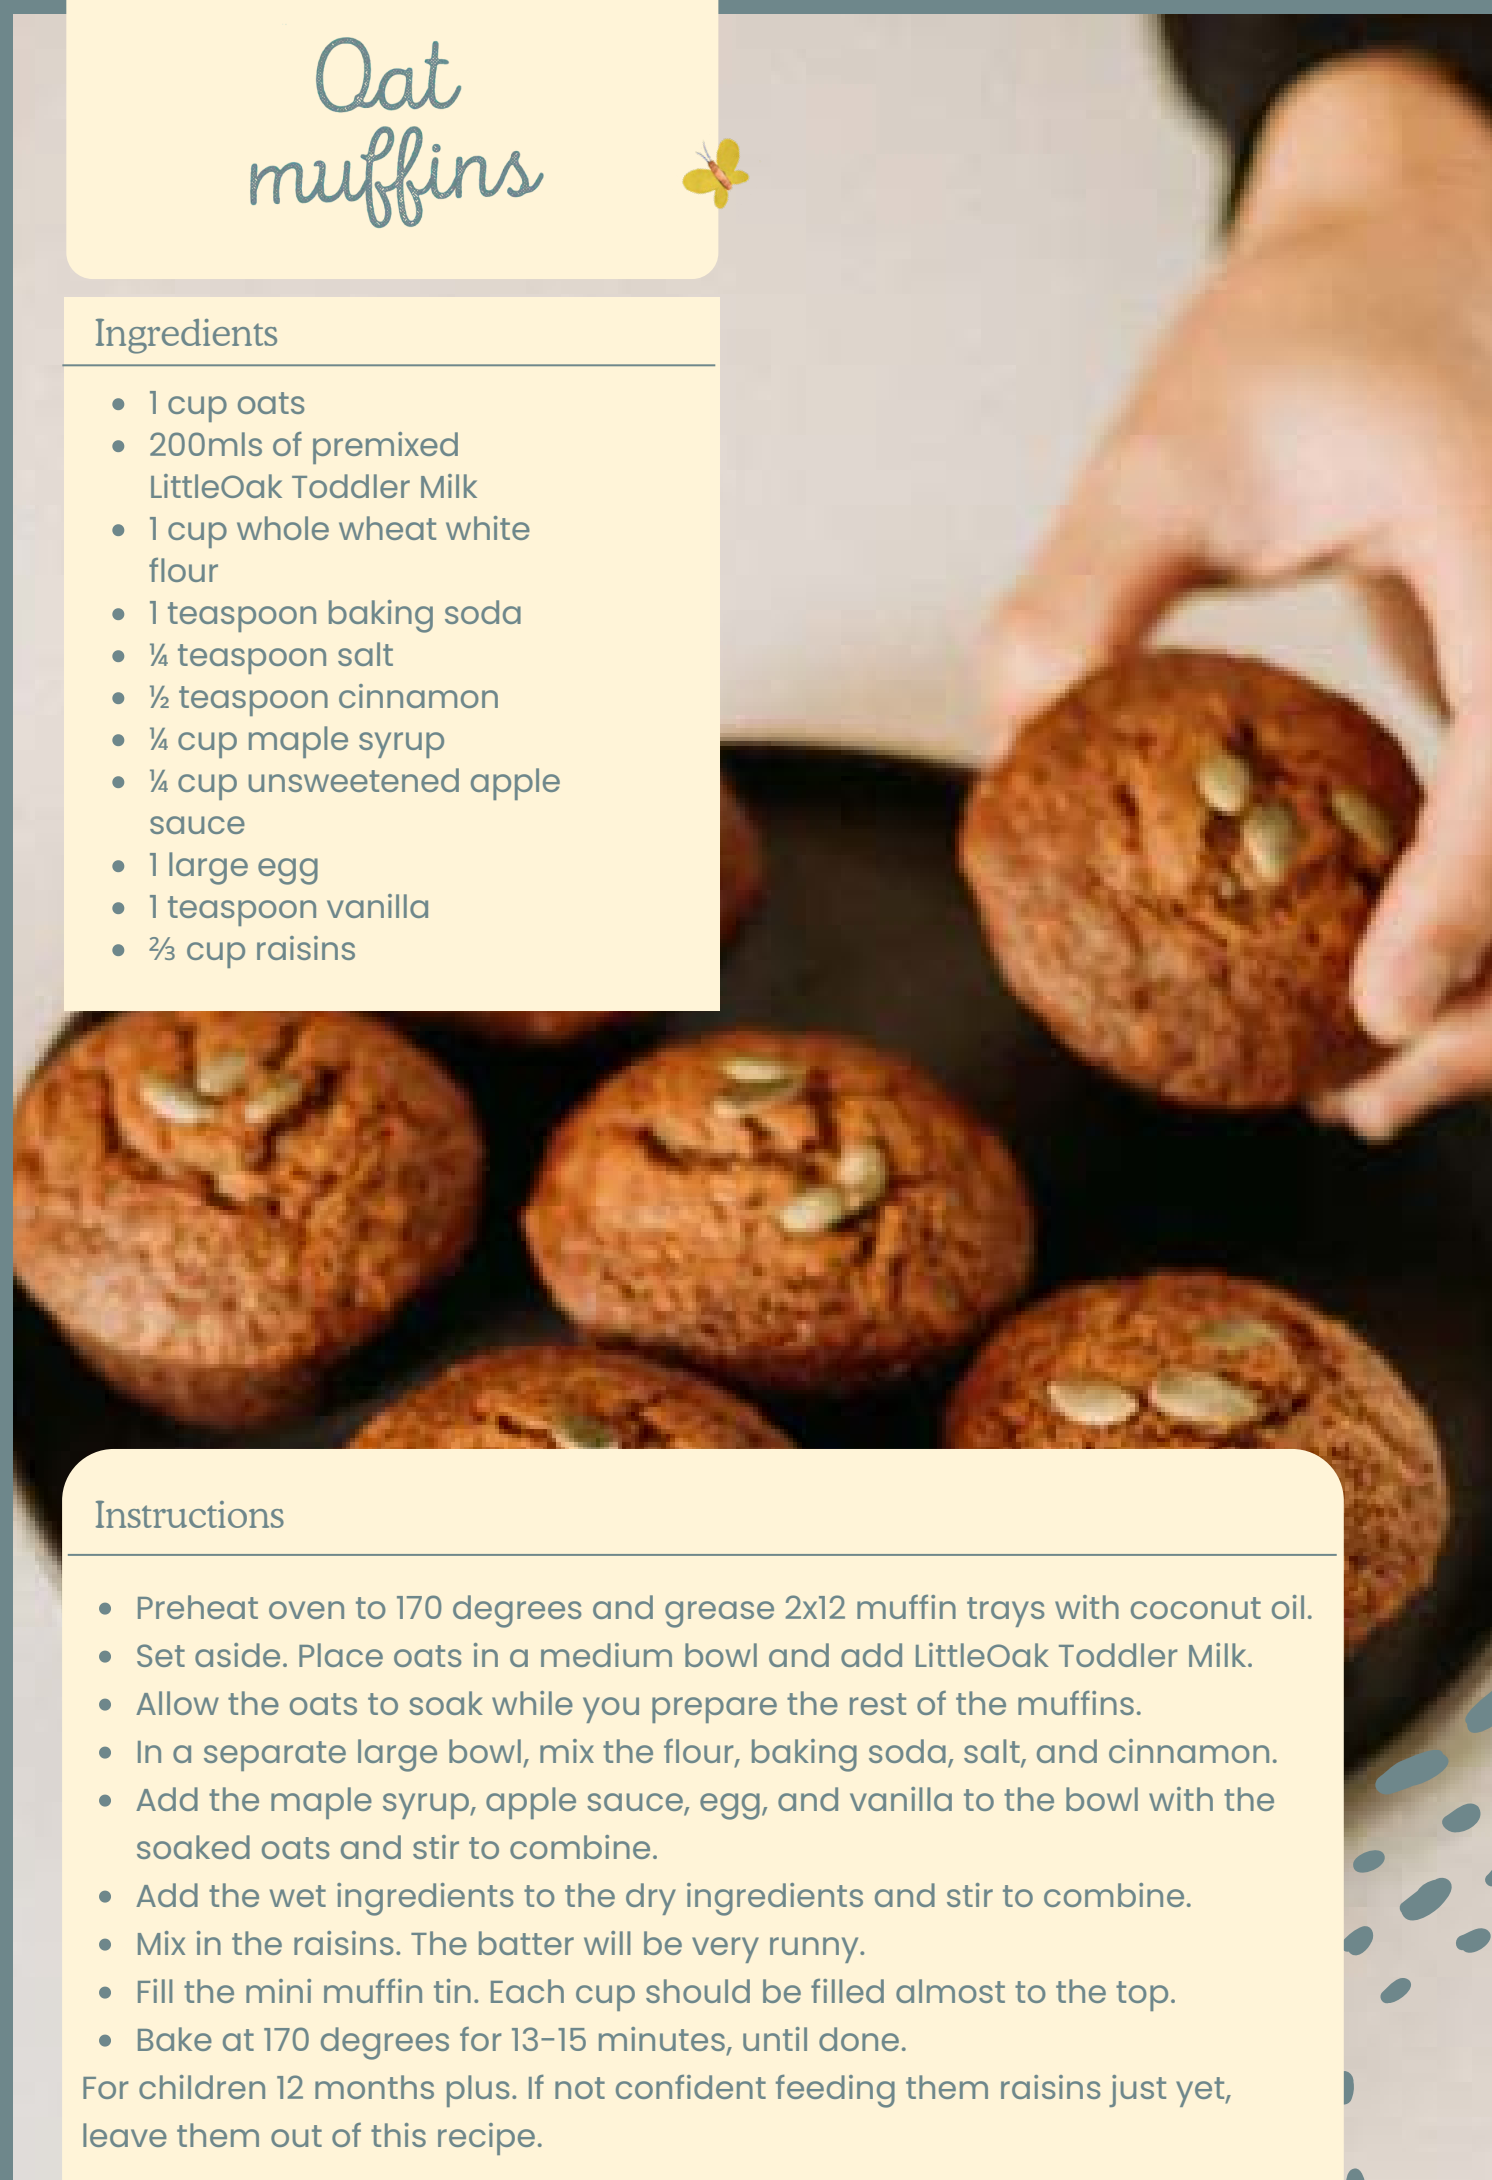 Oat
muffins
Ingredients
• 1 cup oats
• 200mls of premixed
LittleOak Toddler Milk
• 1 cup whole wheat white
flour
• 1 teaspoon baking soda
• ¼ teaspoon salt
• ½ teaspoon cinnamon
• ¼ cup maple syrup
• ¼ cup unsweetened apple
sauce
• 1 large egg
• 1 teaspoon vanilla
• ⅔ cup raisins
Instructions
• Preheat oven to 170 degrees and grease 2x12 muffin trays with coconut oil.
• Set aside. Place oats in a medium bowl and add LittleOak Toddler Milk.
• Allow the oats to soak while you prepare the rest of the muffins.
• In a separate large bowl, mix the flour, baking soda, salt, and cinnamon.
• Add the maple syrup, apple sauce, egg, and vanilla to the bowl with the
soaked oats and stir to combine.
• Add the wet ingredients to the dry ingredients and stir to combine.
• Mix in the raisins. The batter will be very runny.
• Fill the mini muffin tin. Each cup should be filled almost to the top.
• Bake at 170 degrees for 13-15 minutes, until done.
For children 12 months plus. If not confident feeding them raisins just yet,
leave them out of this recipe.